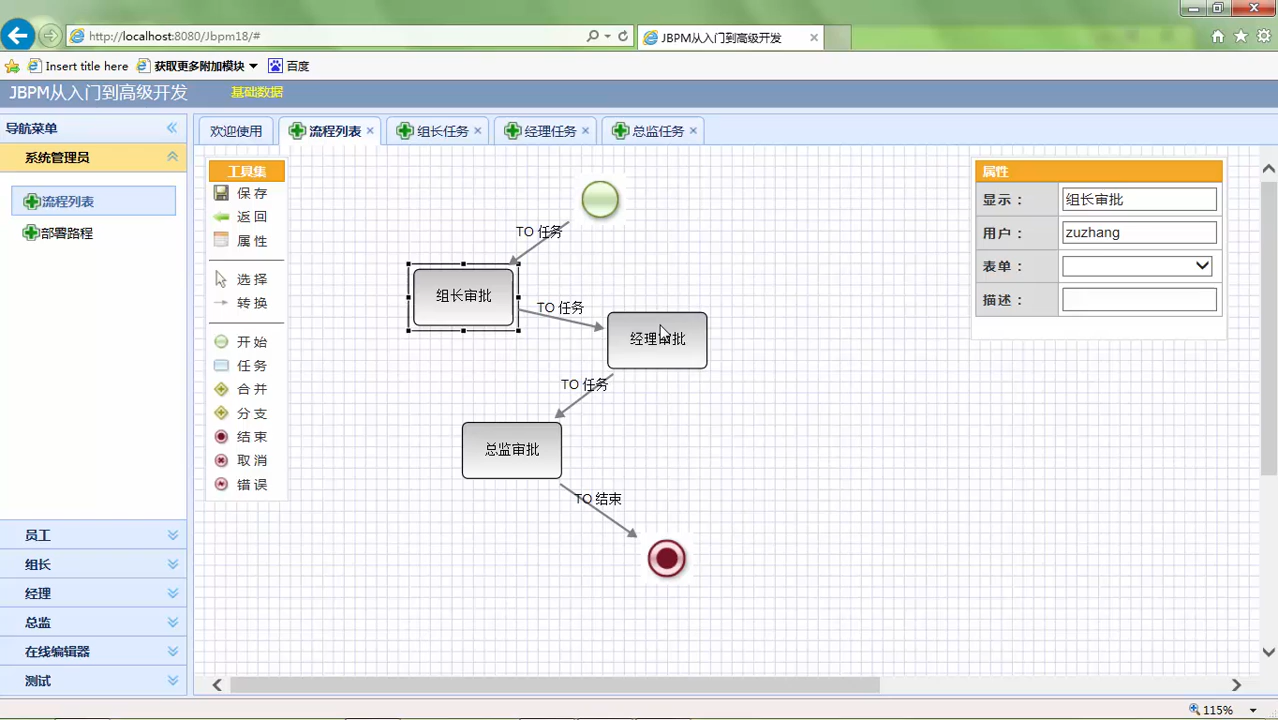 http://localhost:8080/Jbpm18/#
JBPM从入门到高级开发
Insert title here
获取更多附加模块
百度
JBPM从入门到高级开发
基础数据
导航菜单
系统管理员
流程列表
部署路程
员工
组长
经理
总监
在线编辑器
测试
欢迎使用
流程列表
组长任务
经理任务
总监任务
工具集
保存
返回
属性
选择
转换
开始
任务
合并
分支
结束
取消
错误
TO 任务
组长审批
TO 任务
经理审批
TO 任务
总监审批
TO 结束
属性
显示：
组长审批
用户：
zuzhang
表单：
描述：
115%